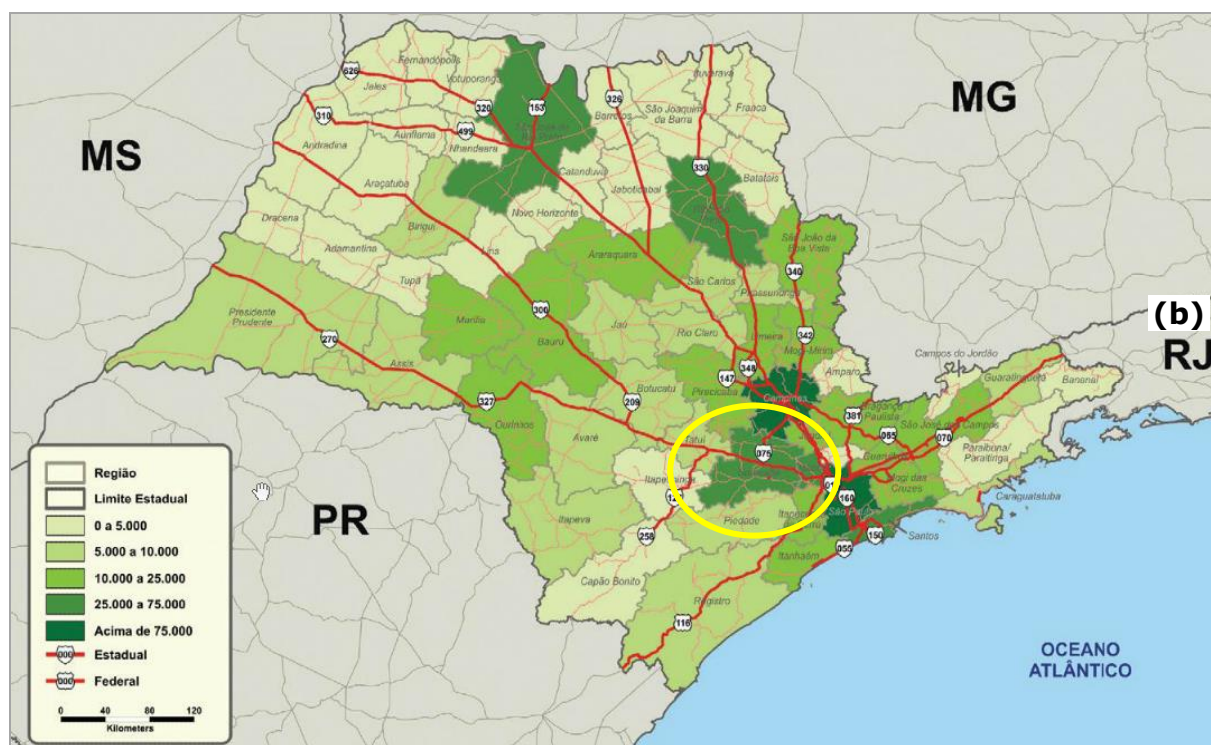 MS
MG
(b)
RJ
PR
OCEANO
ATLÂNTICO
Fernandópolis
Votuporanga
Jales
Auriflama
Nhandeara
Andradina
Araçatuba
Birigui
Dracena
Adamantina
Tupã
Lins
Novo Horizonte
Catanduva
Barretos
São Joaquim
da Barra
Ituverava
Franca
Jaboticabal
Batatais
Araraquara
São Carlos
Pirassununga
São João da
Boa Vista
Presidente
Prudente
Marília
Bauru
Jaú
Rio Claro
Limeira
Mogi-Mirim
Amparo
Assis
Ourinhos
Avaré
Botucatu
Piracicaba
Campinas
Bragança
Paulista
Campos do Jordão
Guaratinguetá
Bananal
São José dos Campos
Paraibuna/
Paraitinga
Caraguatatuba
Tatuí
Itapetininga
Itapeva
Piedade
Capão Bonito
Registro
Itanhaém
São Paulo
Mogi das
Cruzes
Santos
626
310
320
499
153
326
330
340
342
300
270
327
209
147
348
381
065
070
075
160
150
055
258
116
Região
Limite Estadual
0 a 5.000
5.000 a 10.000
10.000 a 25.000
25.000 a 75.000
Acima de 75.000
000 Estadual
000 Federal
0 40 80 120
Kilometers